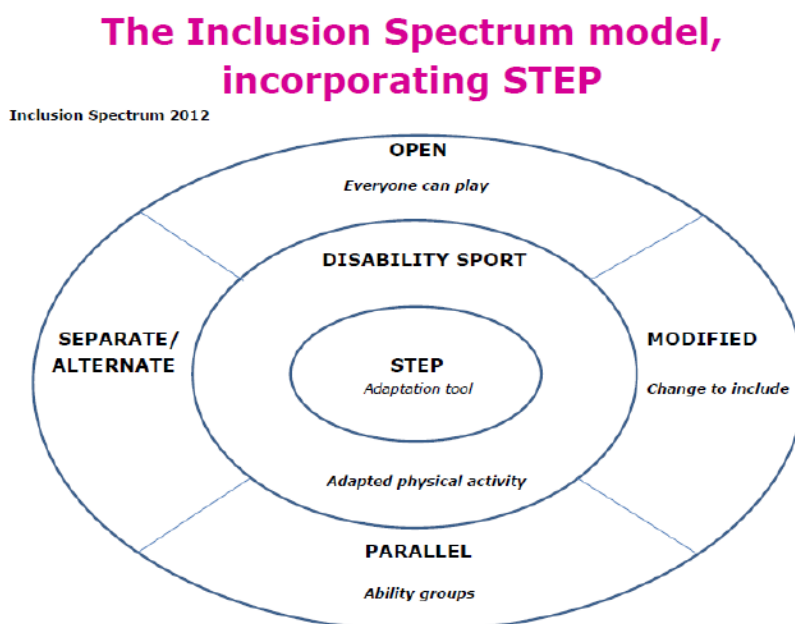 The Inclusion Spectrum model,
incorporating STEP
Inclusion Spectrum 2012
OPEN
Everyone can play
DISABILITY SPORT
SEPARATE/
ALTERNATE
STEP
Adaptation tool
MODIFIED
Change to include
Adapted physical activity
PARALLEL
Ability groups